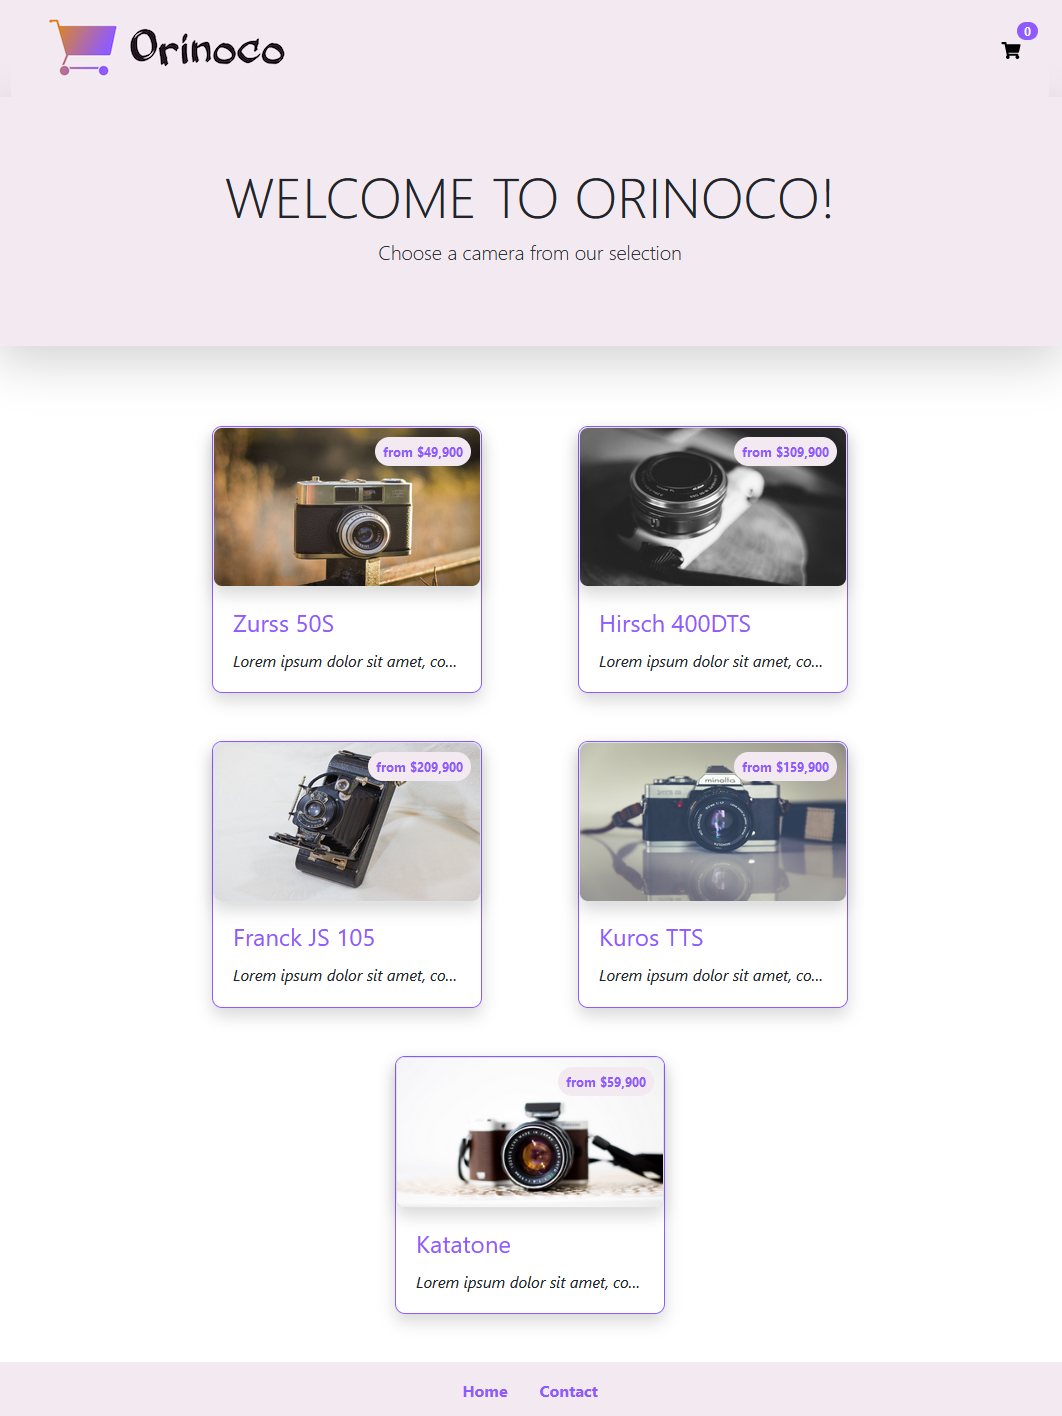 Orinoco
0
WELCOME TO ORINOCO!
Choose a camera from our selection
from $49,900
Zurss 50S
Lorem ipsum dolor sit amet, co...
from $309,900
Hirsch 400DTS
Lorem ipsum dolor sit amet, co...
from $209,900
Franck JS 105
Lorem ipsum dolor sit amet, co...
from $159,900
minolta
Kuros TTS
Lorem ipsum dolor sit amet, co...
from $59,900
Katatone
Lorem ipsum dolor sit amet, co...
Home Contact